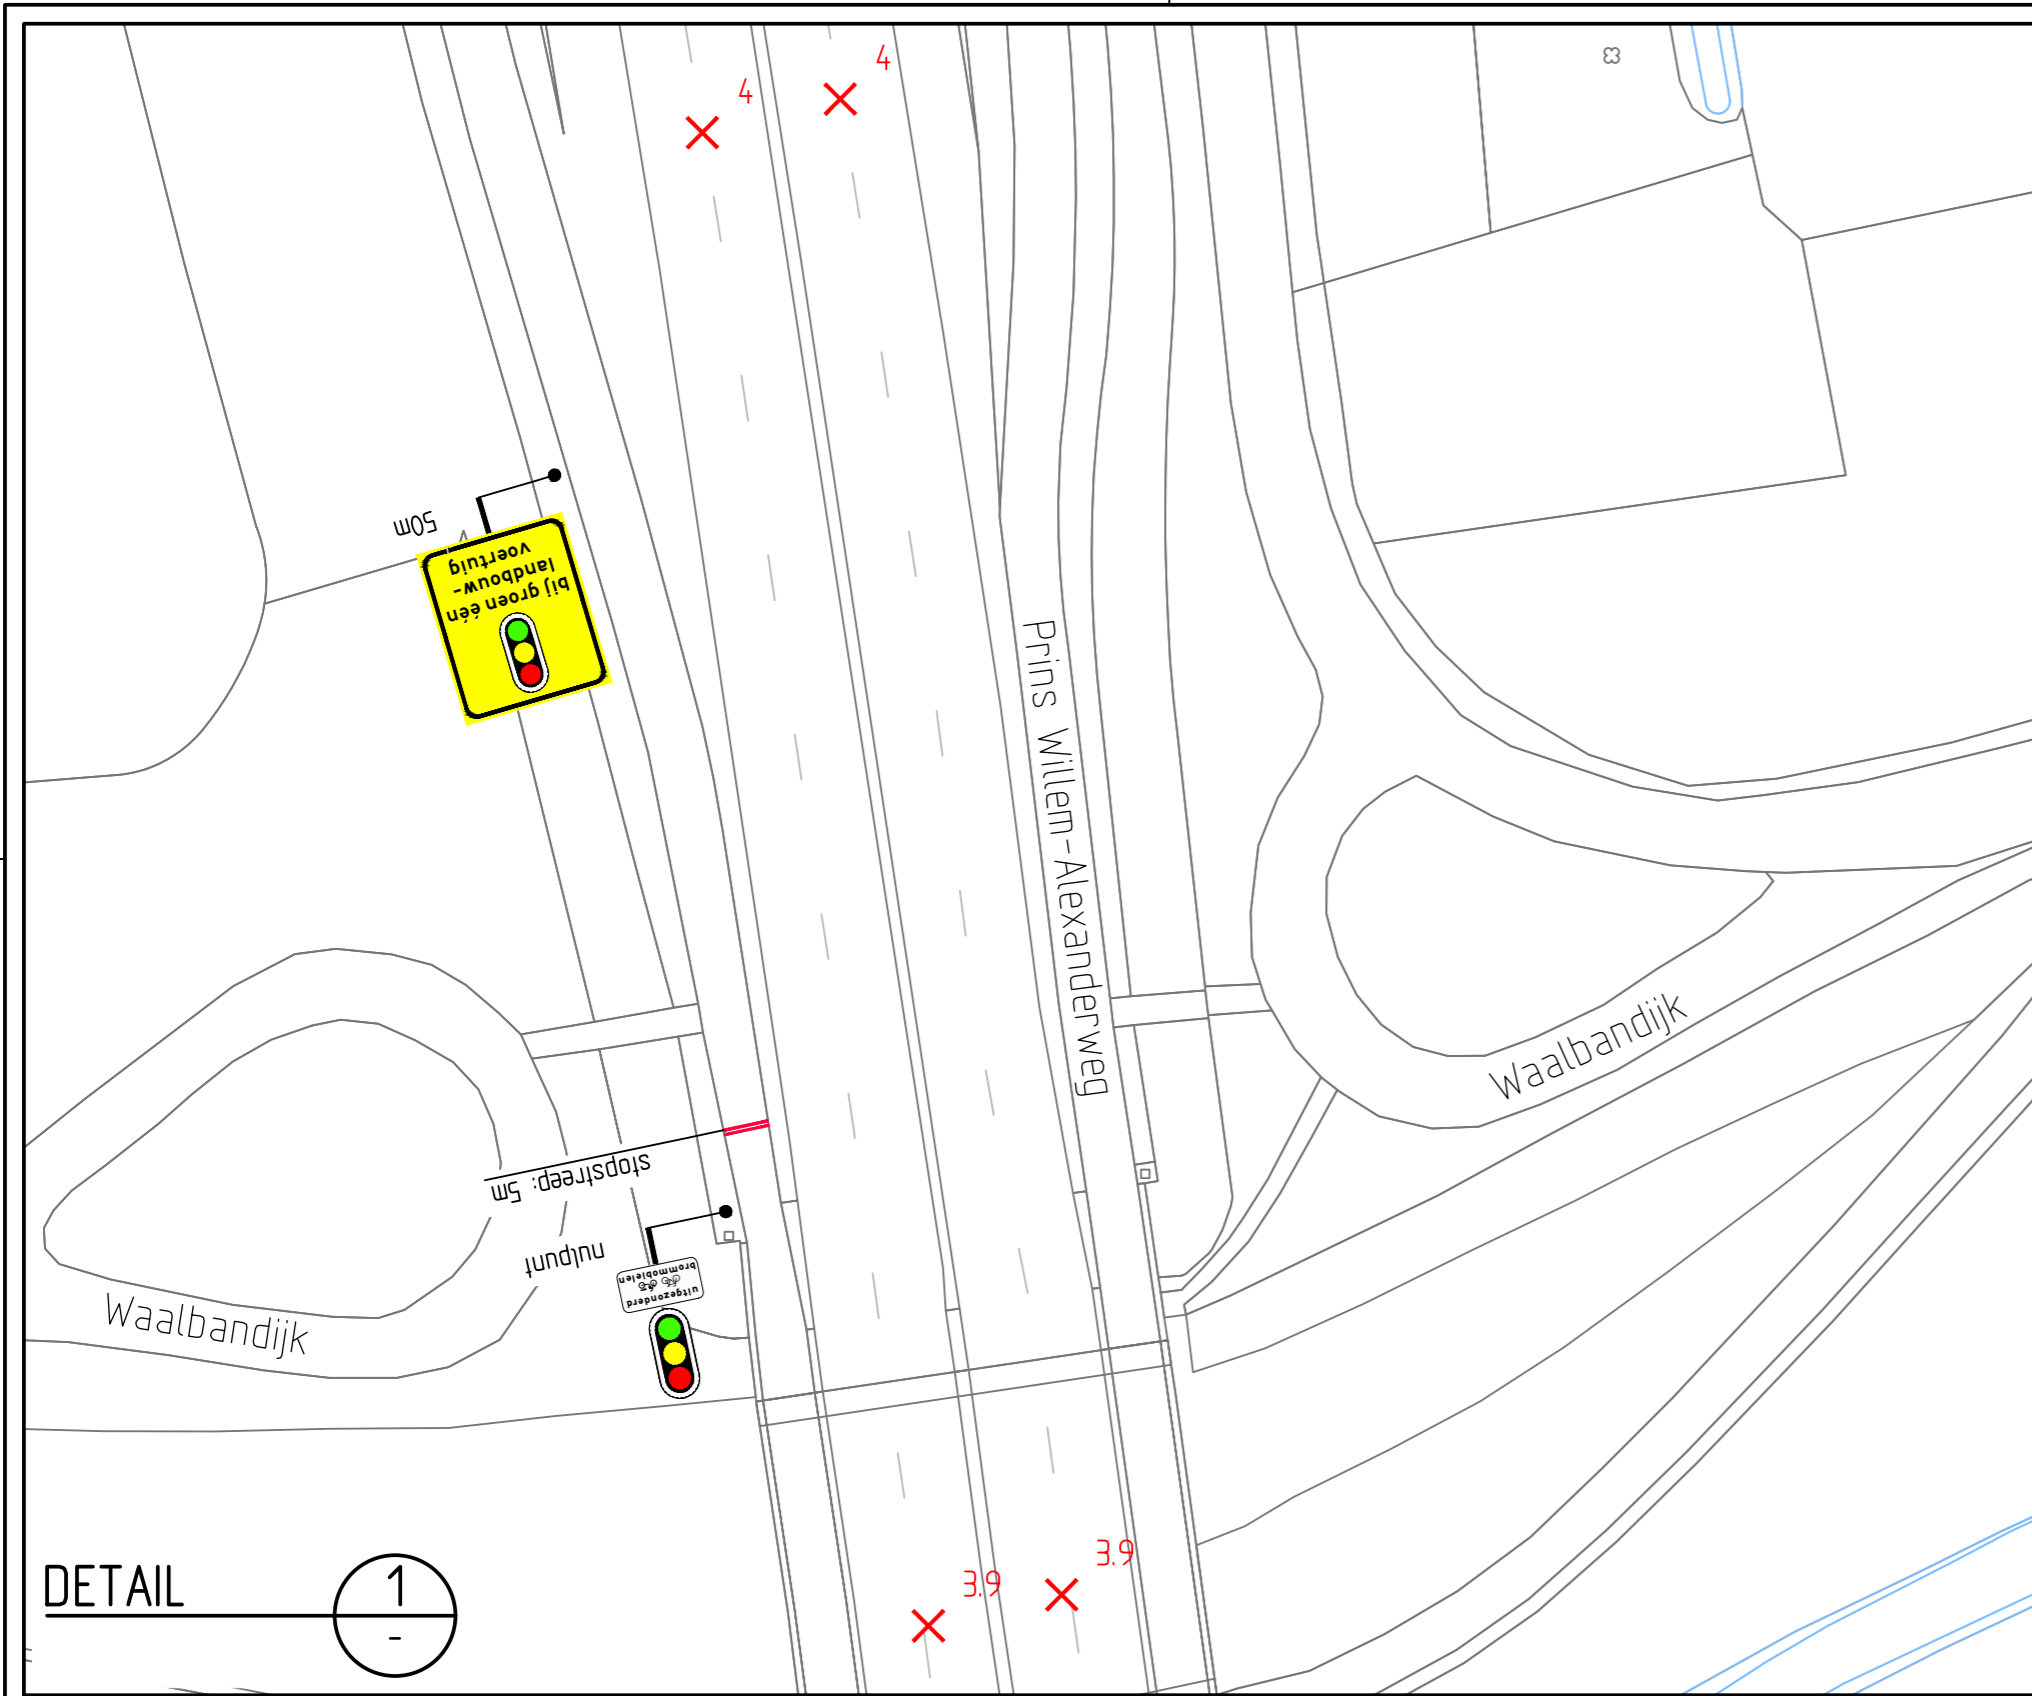 4
4
50m
bij groen één
landbouw-
voertuig
Prins Willem-Alexanderweg
Waalbandijk
stopstreep: 5m
nulpunt
uitgezonderd
brommobielen
Waalbandijk
3.9
3.9
DETAIL
1
-